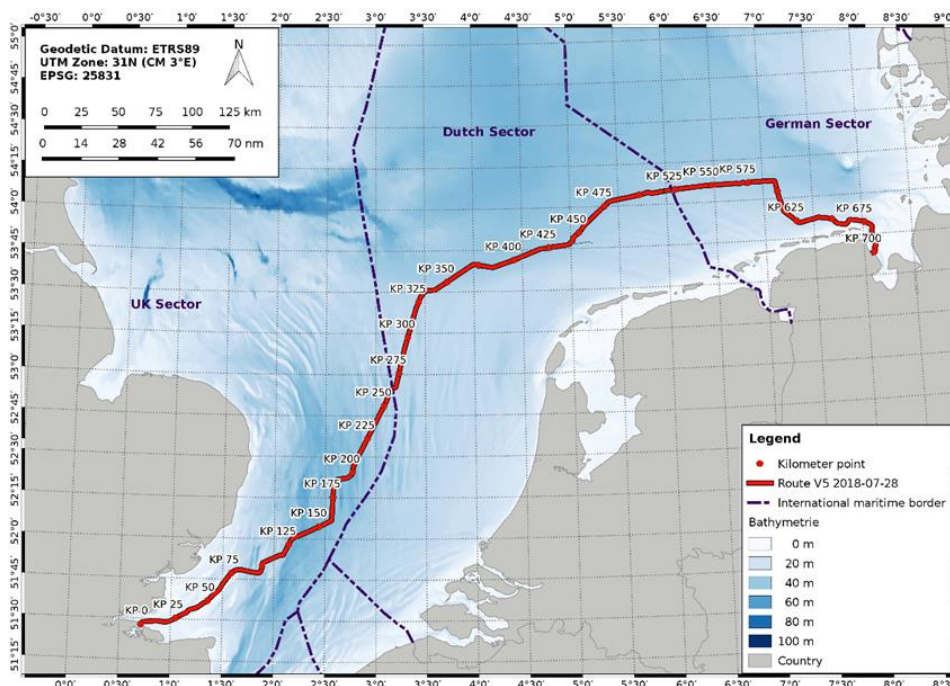 -0°30' 0°0' 0°30' 1°0' 1°30' 2°0' 2°30' 3°0' 3°30' 4°0' 4°30' 5°0' 5°30' 6°0' 6°30' 7°0' 7°30' 8°0' 8°30' 9°0'
Geodetic Datum: ETRS89
UTM Zone: 31N (CM 3°E)
EPSG: 25831
N
0 25 50 75 100 125 km
0 14 28 42 56 70 nm
Dutch Sector
German Sector
UK Sector
55°0'
54°45'
54°30'
54°15'
54°0'
53°45'
53°30'
53°15'
53°0'
52°45'
52°30'
52°15'
52°0'
51°45'
51°30'
51°15'
KP 525 KP 550 KP 575
KP 475
KP 625 KP 675
KP 450
KP 425
KP 700
KP 400
KP 350
KP 325
KP 300
KP 275
KP 250
KP 225
KP 200
KP 175
KP 150
KP 125
KP 75
KP 50
KP 0 KP 25
Legend
Kilometer point
Route V5 2018-07-28
International maritime border
Bathymetrie
0 m
20 m
40 m
60 m
80 m
100 m
Country
0°0' 0°30' 1°0' 1°30' 2°0' 2°30' 3°0' 3°30' 4°0' 4°30' 5°0' 5°30' 6°0' 6°30' 7°0' 7°30' 8°0'